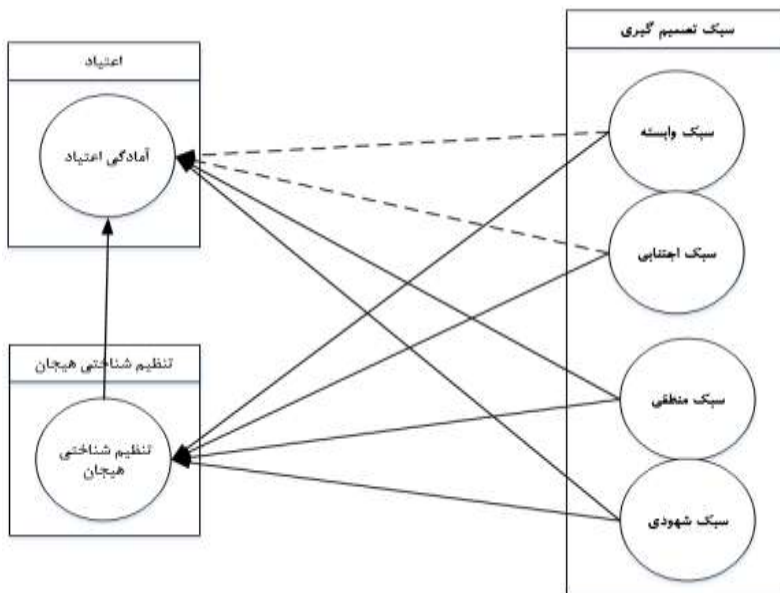 سبک تصمیم گیری
سبک وابسته
سبک اجتنابی
سبک منطقی
سبک شهودی
اعتیاد
آمادگی اعتیاد
تنظیم شناختی هیجان
تنظیم شناختی
هیجان